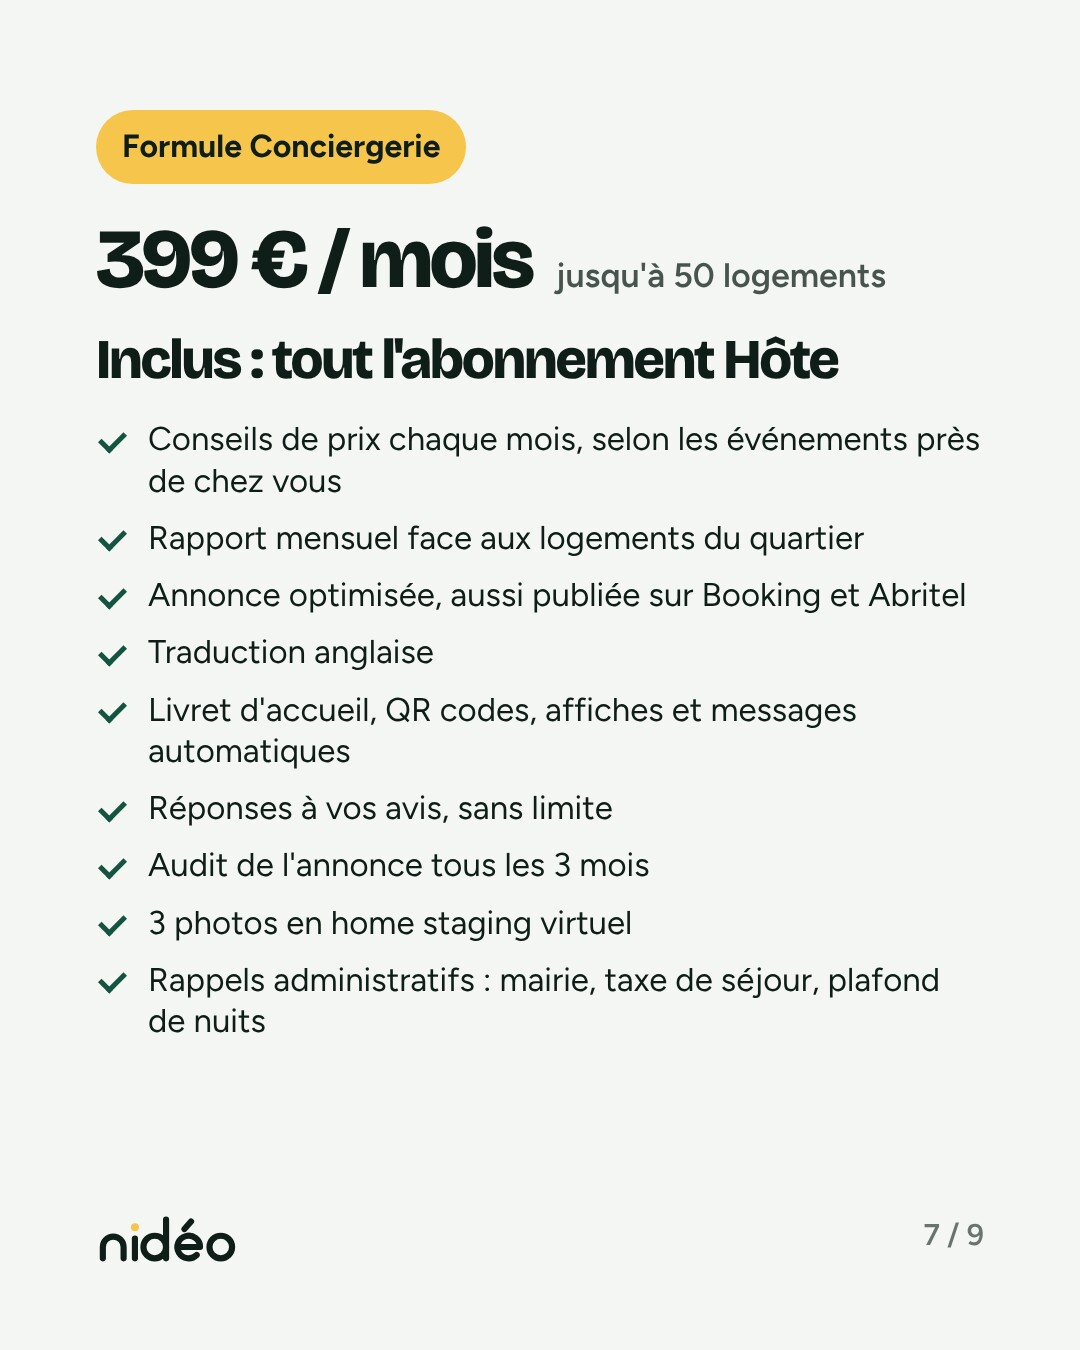 Formule Conciergerie
399 € / mois jusqu'à 50 logements
Inclus : tout l'abonnement Hôte
Conseils de prix chaque mois, selon les événements près
de chez vous
Rapport mensuel face aux logements du quartier
Annonce optimisée, aussi publiée sur Booking et Abritel
Traduction anglaise
Livret d'accueil, QR codes, affiches et messages
automatiques
Réponses à vos avis, sans limite
Audit de l'annonce tous les 3 mois
3 photos en home staging virtuel
Rappels administratifs : mairie, taxe de séjour, plafond
de nuits
nidéo
7 / 9